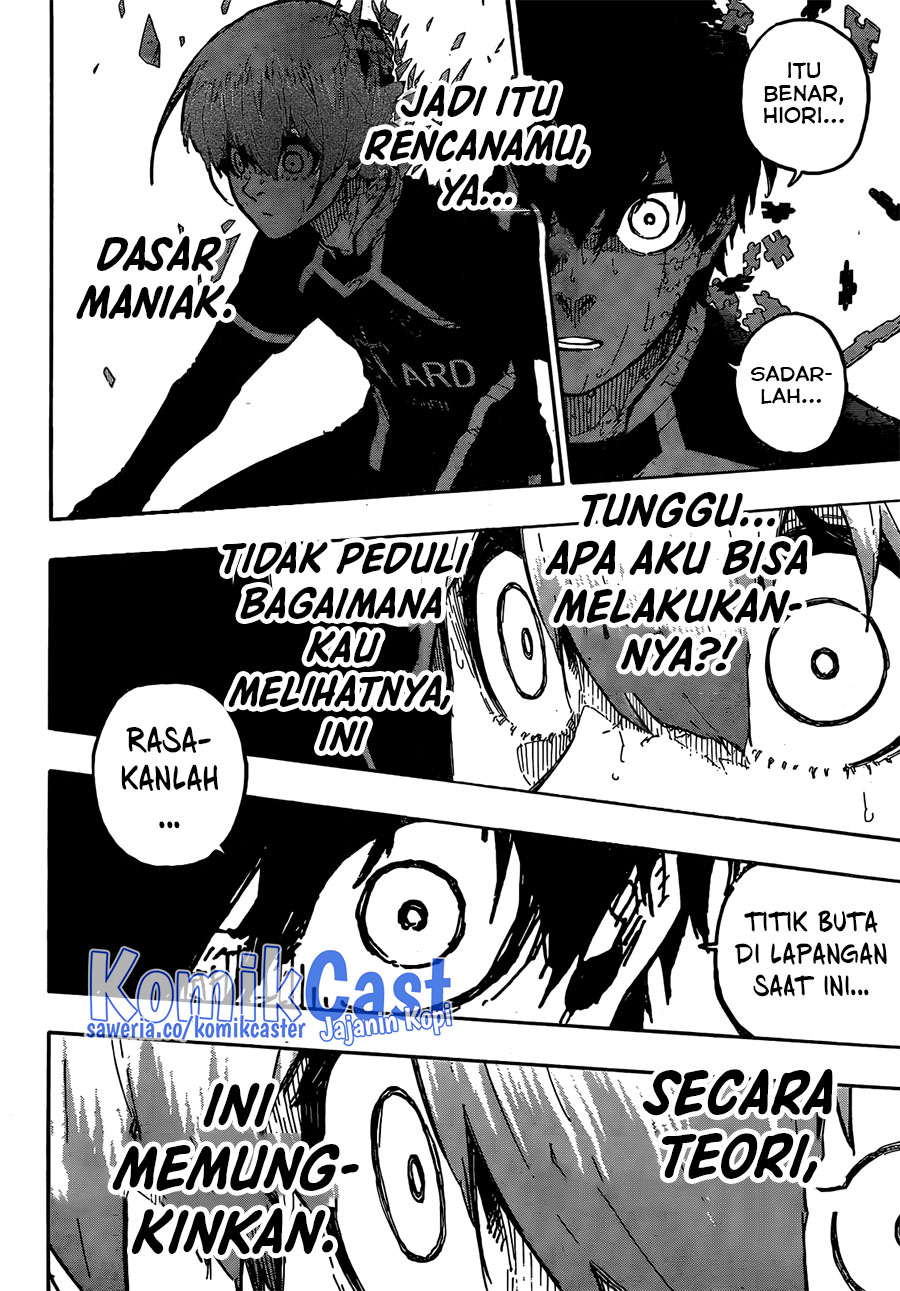 ITU
BENAR,
HIORI...
SADAR-
LAH...
JADI ITU
RENCANAMU,
YA...
DASAR
MANIAK.
ARD
TUNGGU...
APA AKU BISA
MELAKUKAN-
NYA?!
TIDAK PEDULI
BAGAIMANA
KAU
MELIHATNYA,
INI
RASA-
KANLAH
...
TITIK BUTA
DI LAPANGAN
SAAT INI...
KomikCast
saweria.co/komikcaster
Jajanin Kopi
SECARA
TEORI,
INI
MEMUNG-
KINKAN.